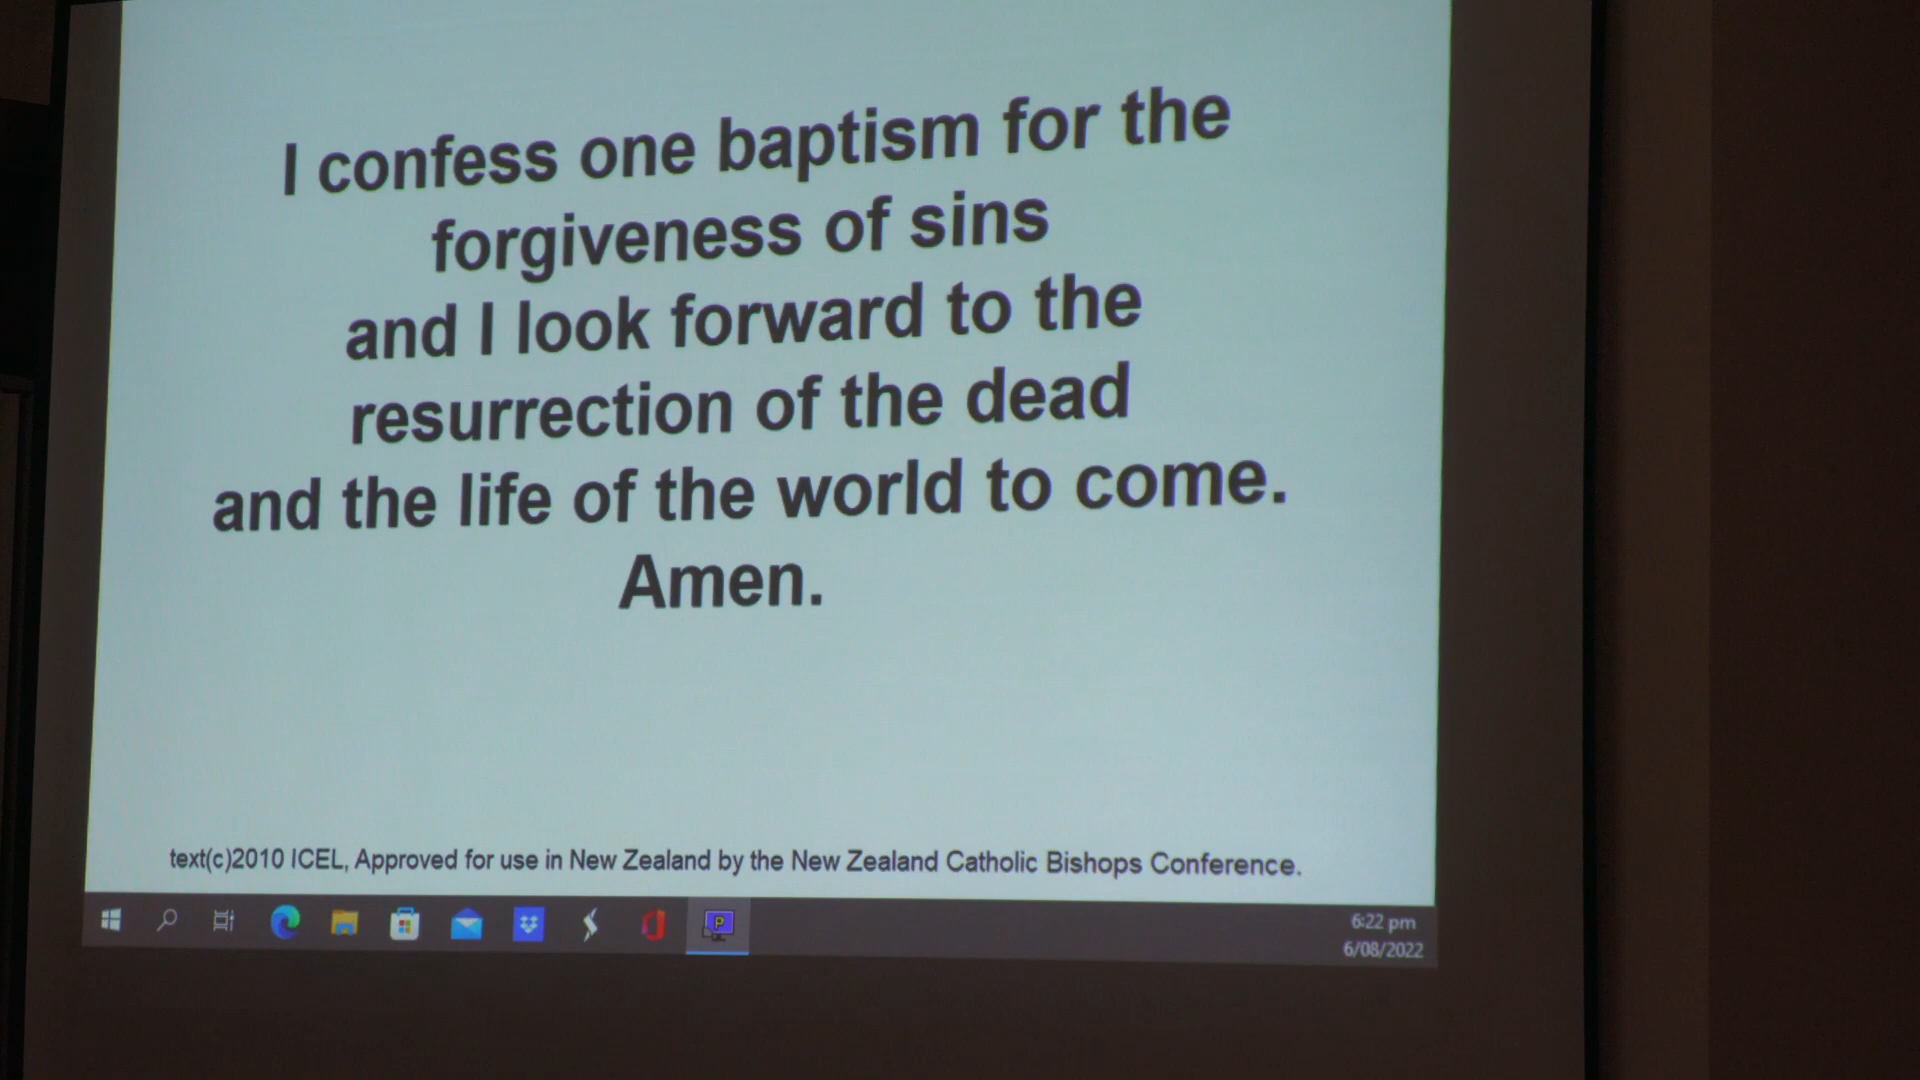 I confess one baptism for the
forgiveness of sins
and I look forward to the
resurrection of the dead
and the life of the world to come.
Amen.
text(c)2010 ICEL, Approved for use in New Zealand by the New Zealand Catholic Bishops Conference.
P
6:22 pm
6/08/2022